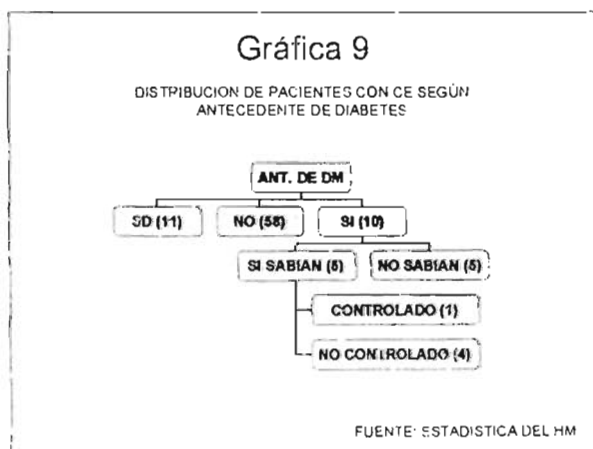 Gráfica 9
DISTRIBUCION DE PACIENTES CON CE SEGÚN
ANTECEDENTE DE DIABETES
ANT. DE DM
SD (11) NO (58) SI (10)
SI SABIAN (5) NO SABIAN (5)
CONTROLADO (1)
NO CONTROLADO (4)
FUENTE: ESTADISTICA DEL HM